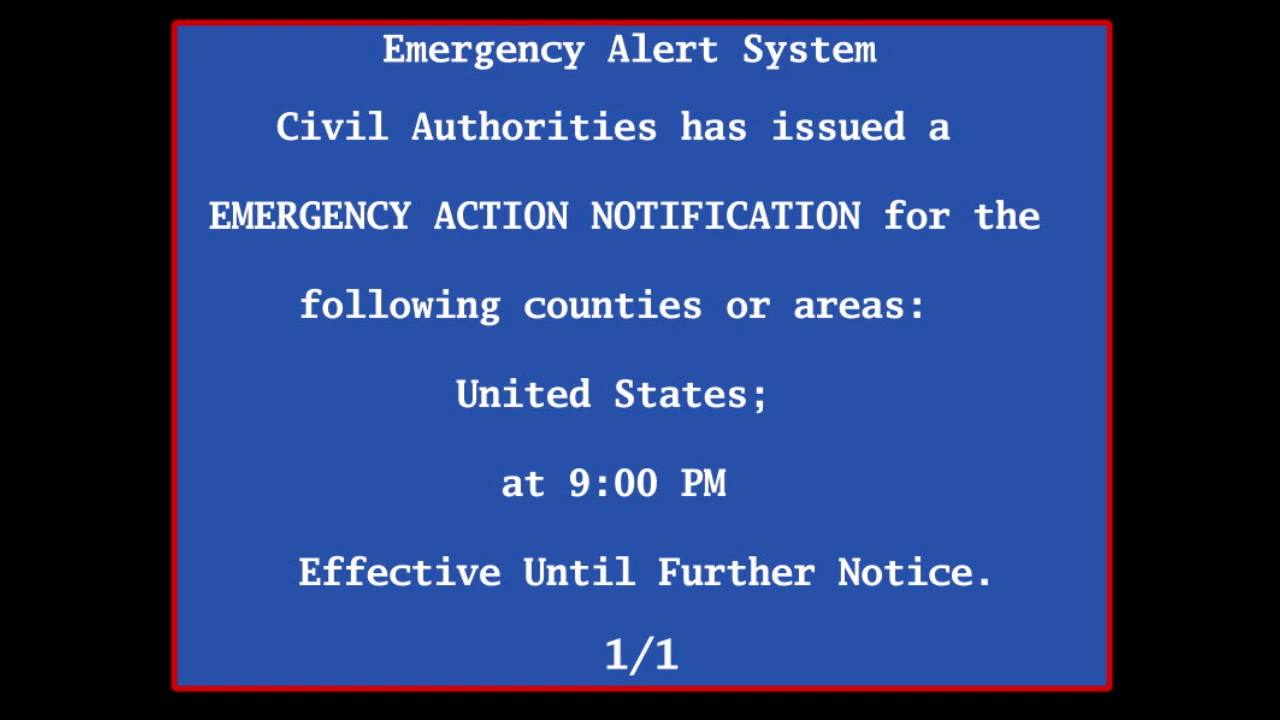 Emergency Alert System
Civil Authorities has issued a
EMERGENCY ACTION NOTIFICATION for the
following counties or areas:
United States;
at 9:00 PM
Effective Until Further Notice.
1/1